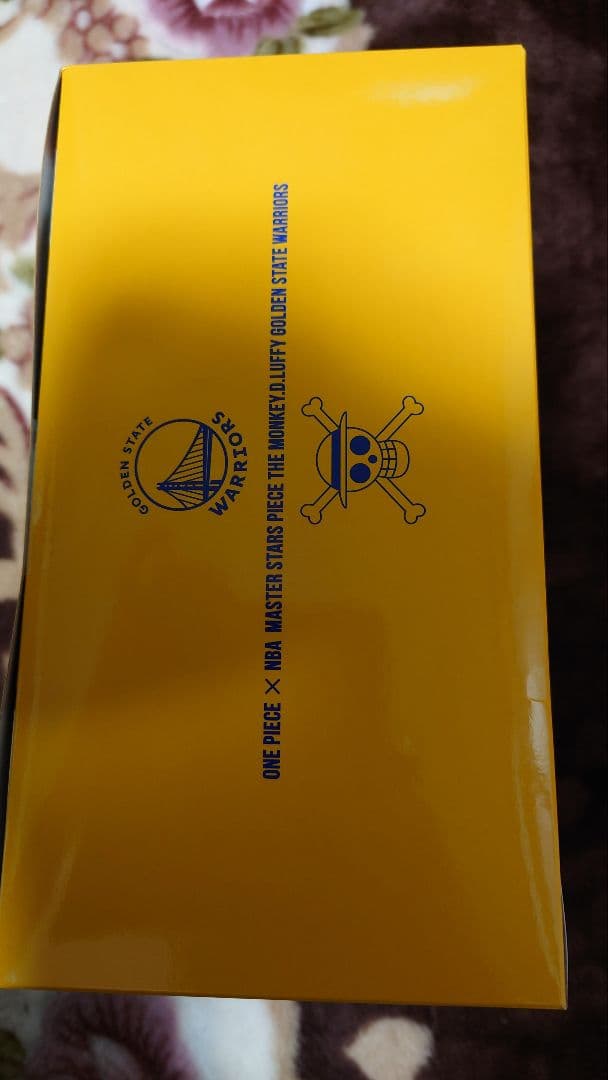 GOLDEN STATE
WARRIORS
ONE PIECE × NBA MASTER STARS PIECE THE MONKEY.D.LUFFY GOLDEN STATE WARRIORS